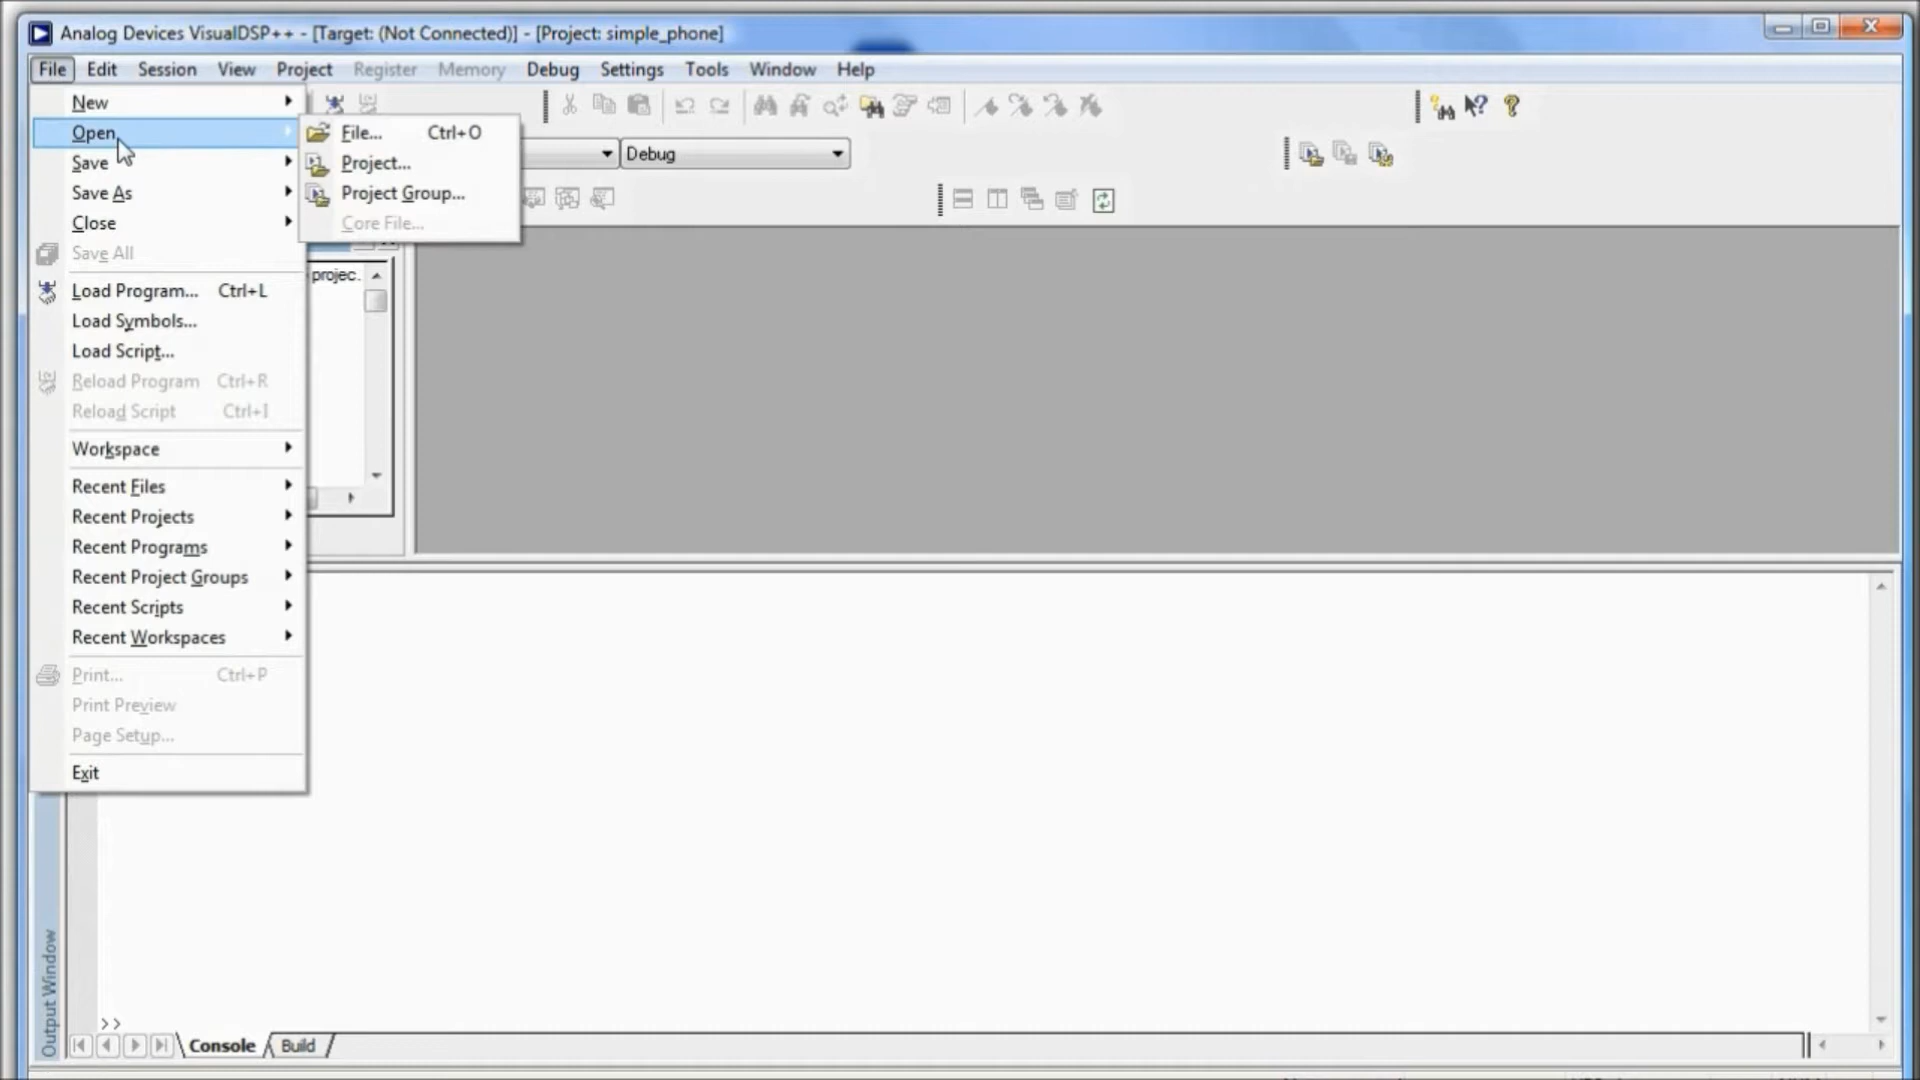 Analog Devices VisualDSP++ - [Target: (Not Connected)] - [Project: simple_phone]
File Edit Session View Project Register Memory Debug Settings Tools Window Help
New
Open
Save
Save As
Close
Save All
Load Program... Ctrl+L
Load Symbols...
Load Script...
Reload Program Ctrl+R
Reload Script Ctrl+I
Workspace
Recent Files
Recent Projects
Recent Programs
Recent Project Groups
Recent Scripts
Recent Workspaces
Print... Ctrl+P
Print Preview
Page Setup...
Exit
File... Ctrl+O
Project...
Project Group...
Core File...
Debug
projec.
Output Window
>>
Console Build